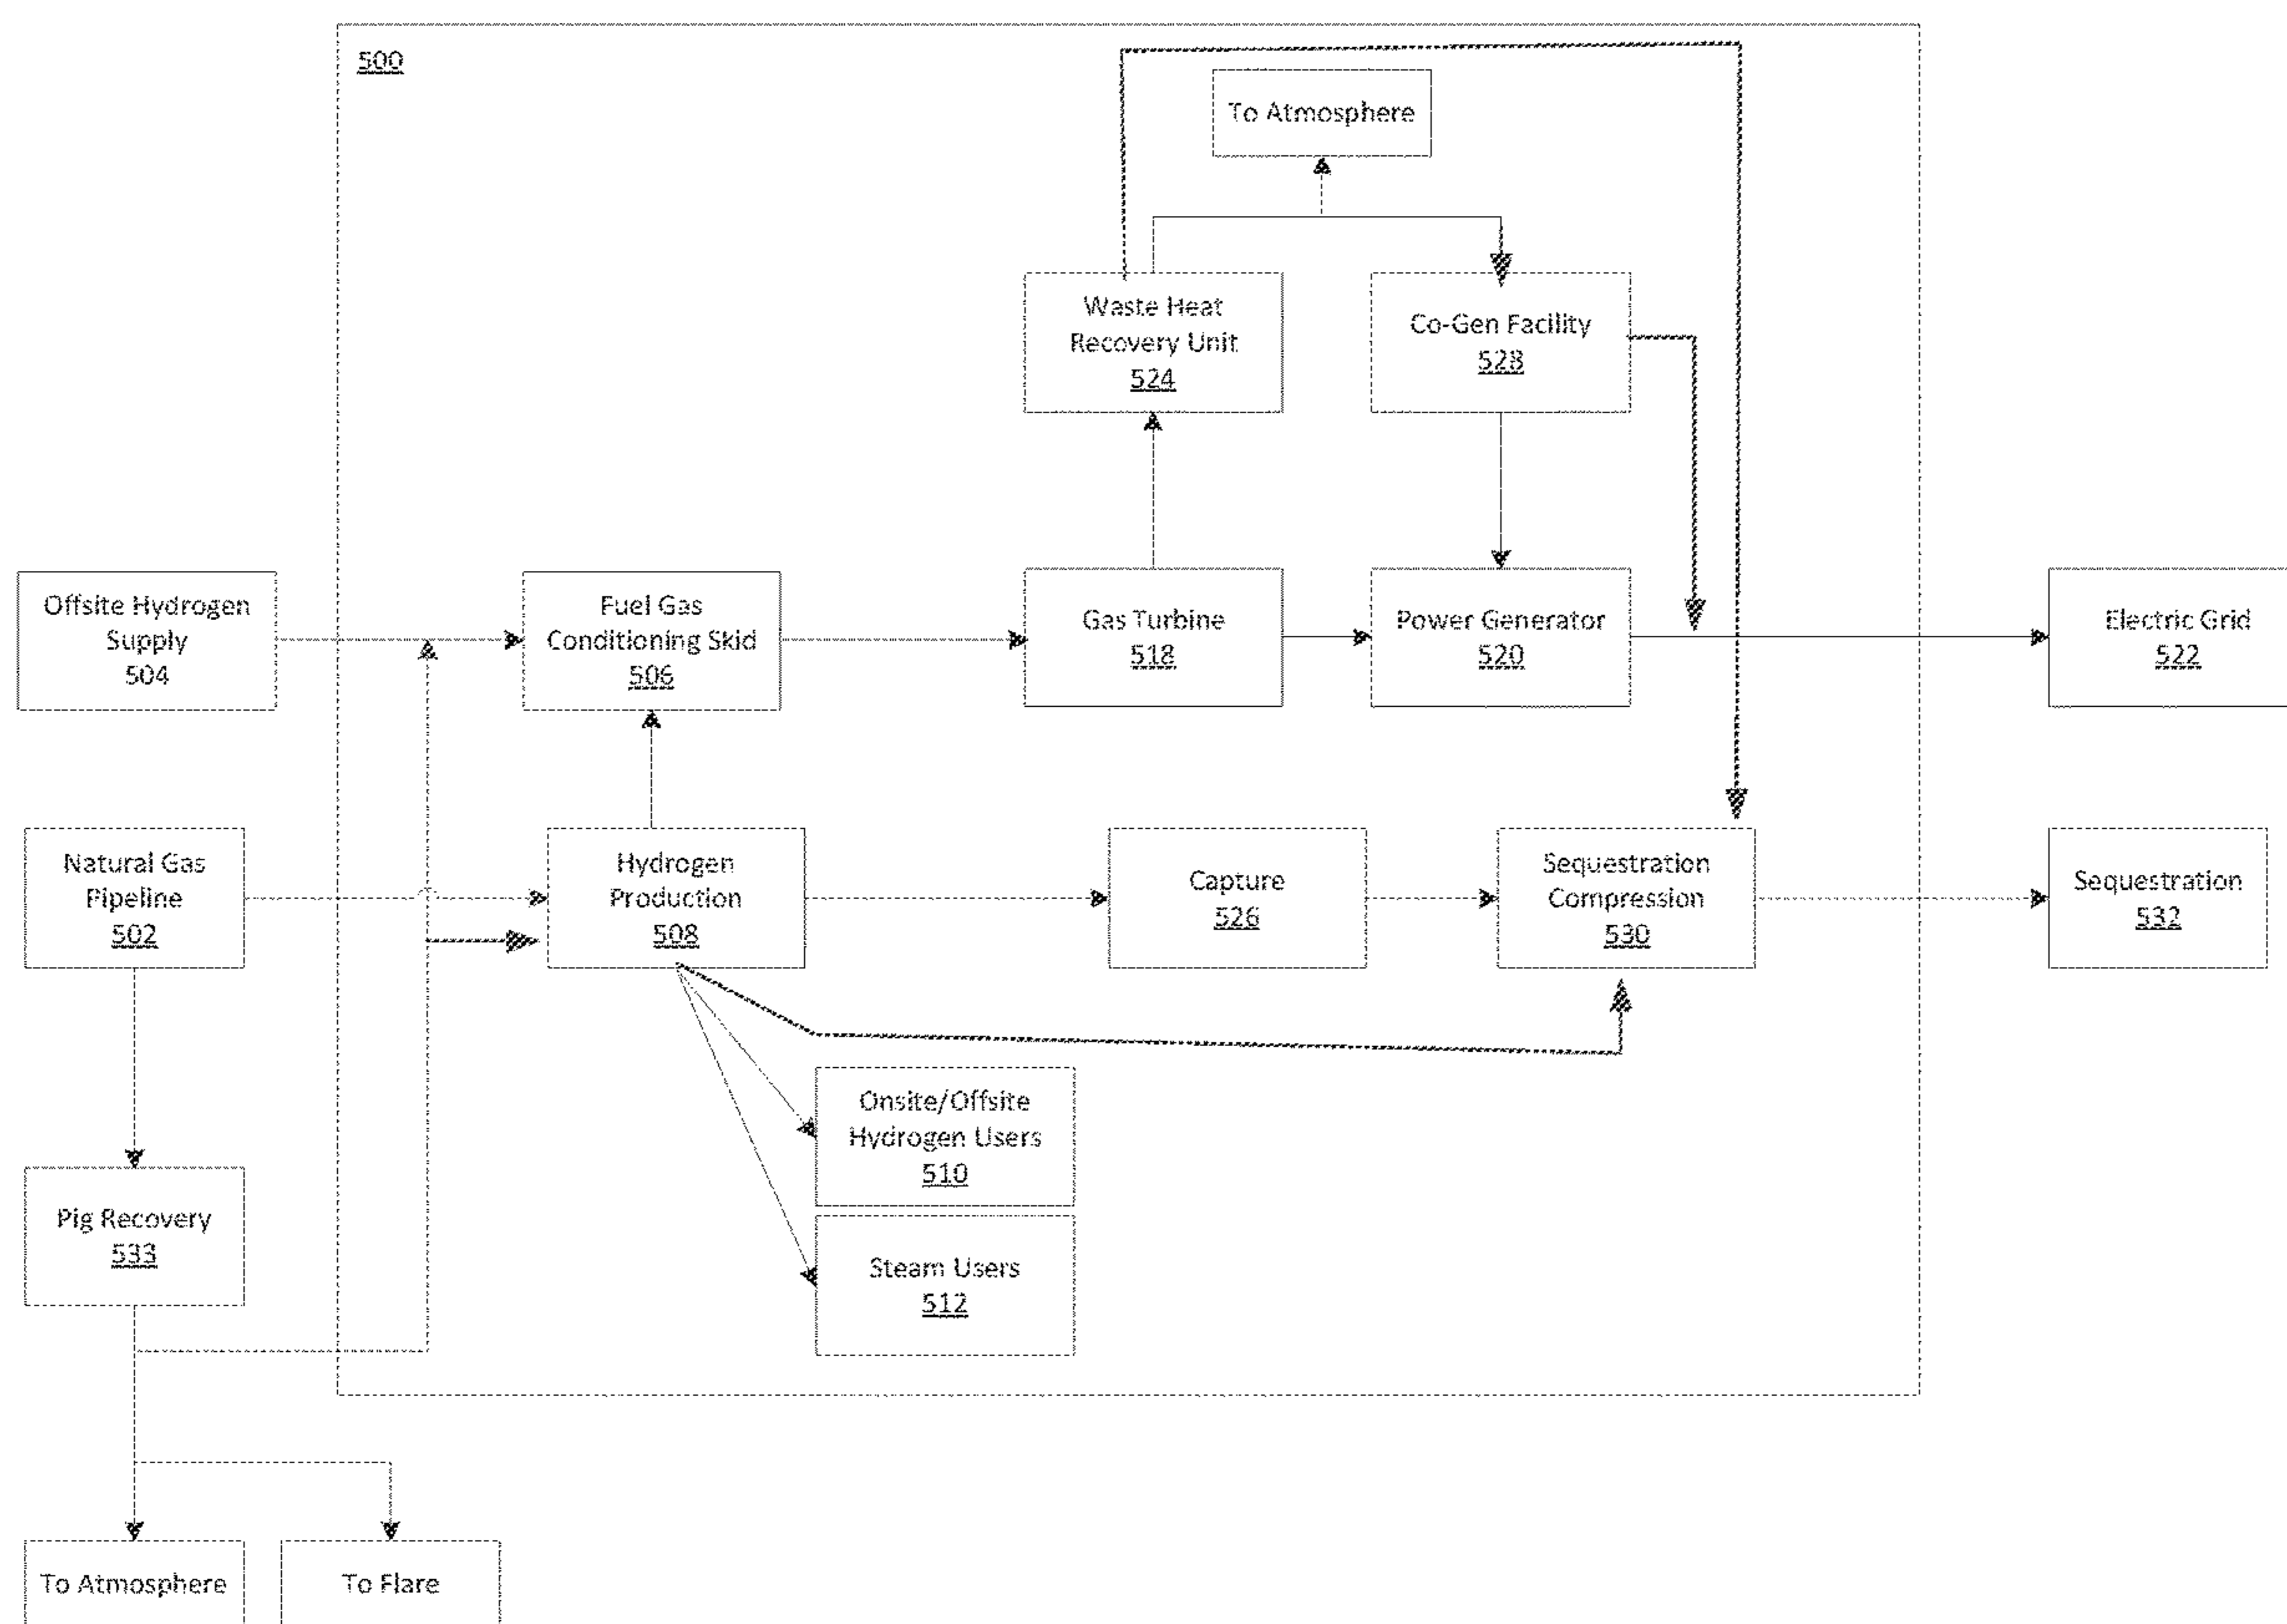 500
To Atmosphere
Waste Heat
Recovery Unit
524
Co-Gen Facility
528
Offsite Hydrogen
Supply
504
Fuel Gas
Conditioning Skid
506
Gas Turbine
518
Power Generator
520
Electric Grid
522
Natural Gas
Pipeline
502
Hydrogen
Production
508
Capture
526
Sequestration
Compression
530
Sequestration
532
Onsite/Offsite
Hydrogen Users
510
Pig Recovery
533
Steam Users
512
To Atmosphere
To Flare